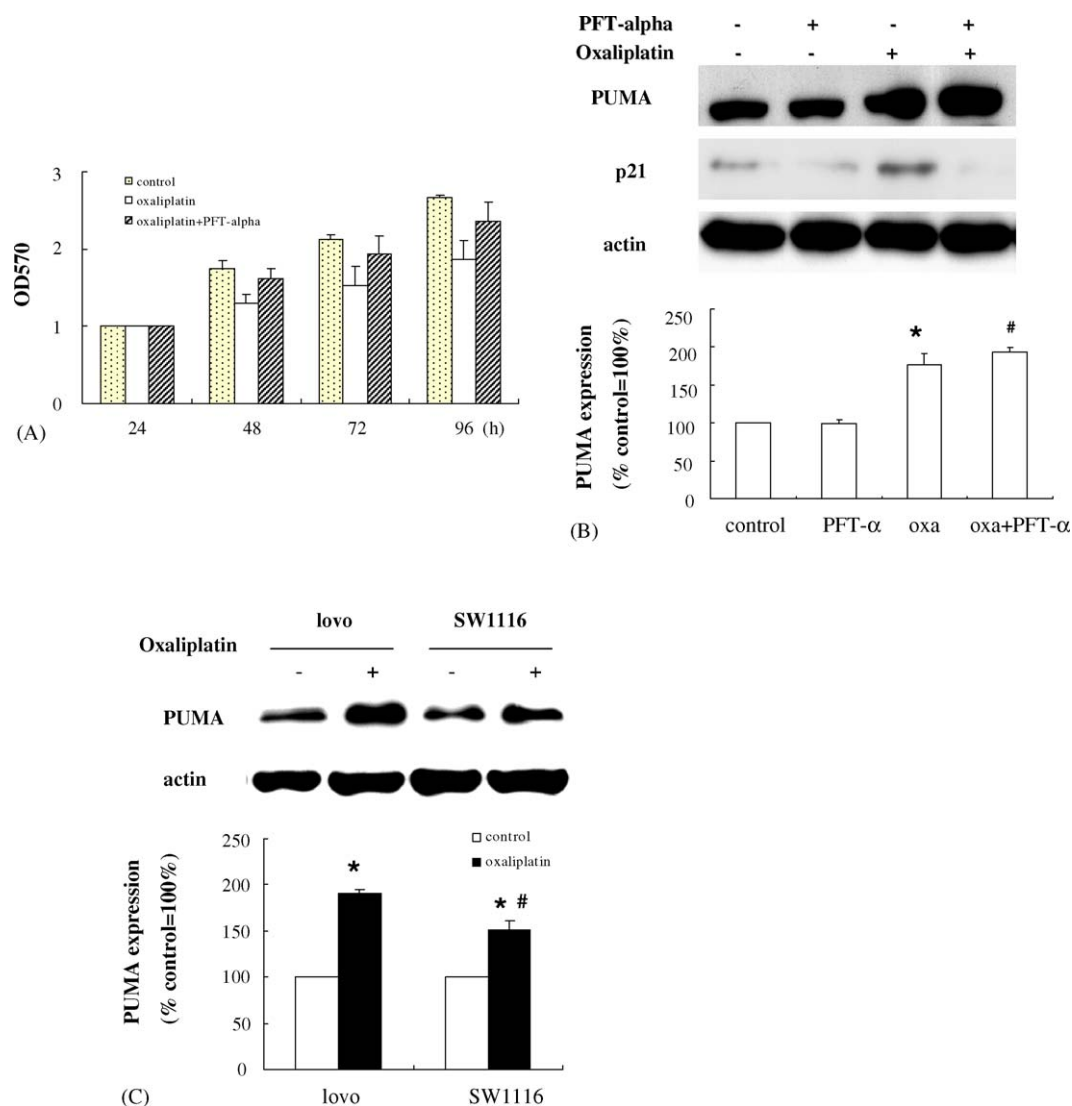 PFT-alpha - + - +
Oxaliplatin - - + +
PUMA
p21
actin
OD570
3
2
1
0
control
oxaliplatin
oxaliplatin+PFT-alpha
24 48 72 96 (h)
(A)
PUMA expression
(% control=100%)
250
200
150
100
50
0
* #
control PFT-α oxa oxa+PFT-α
(B)
lovo SW1116
Oxaliplatin
- + - +
PUMA
actin
PUMA expression
(% control=100%)
250
200
150
100
50
0
control
oxaliplatin
* * #
lovo SW1116
(C)